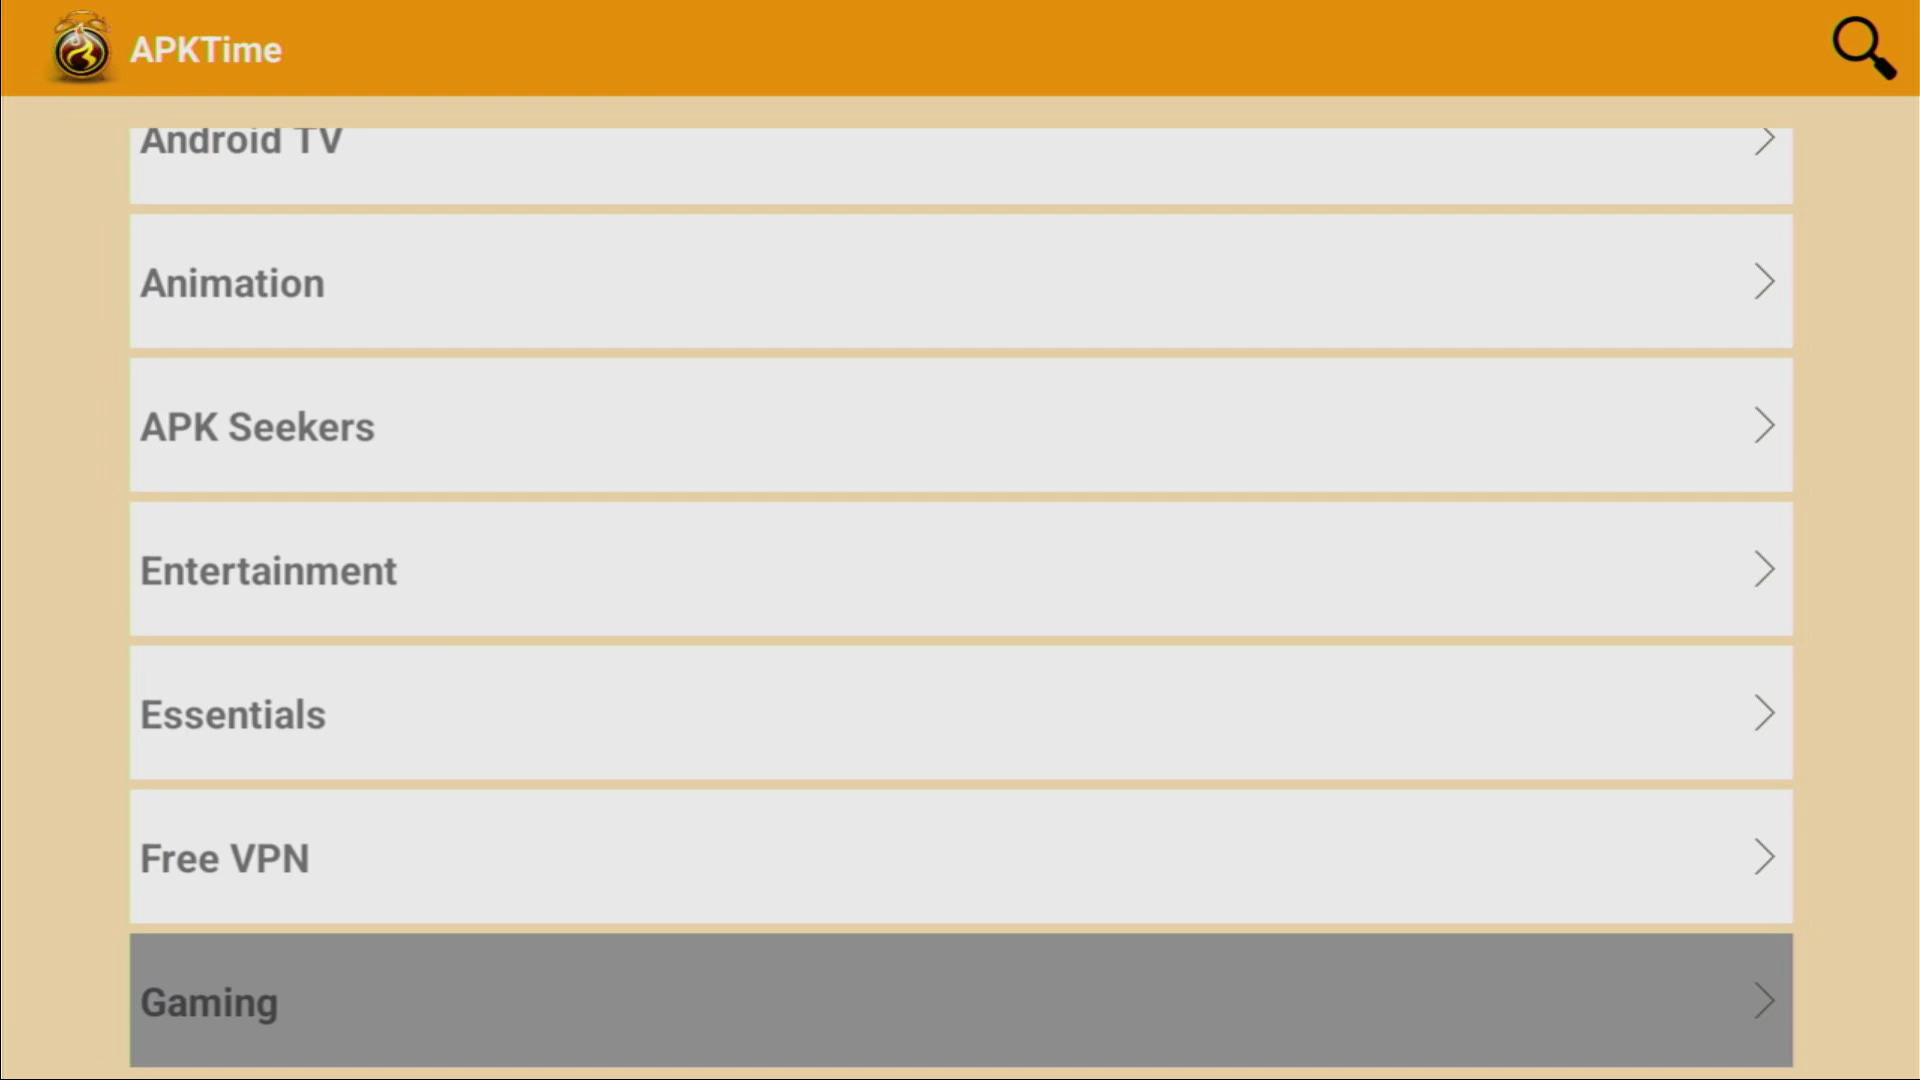 APKTime
Android TV
Animation
APK Seekers
Entertainment
Essentials
Free VPN
Gaming